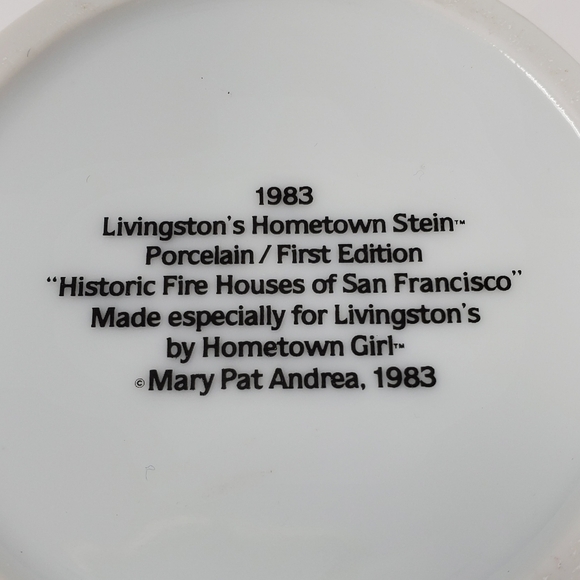 1983
Livingston's Hometown Stein™
Porcelain / First Edition
"Historic Fire Houses of San Francisco"
Made especially for Livingston's
by Hometown Girl™
© Mary Pat Andrea, 1983